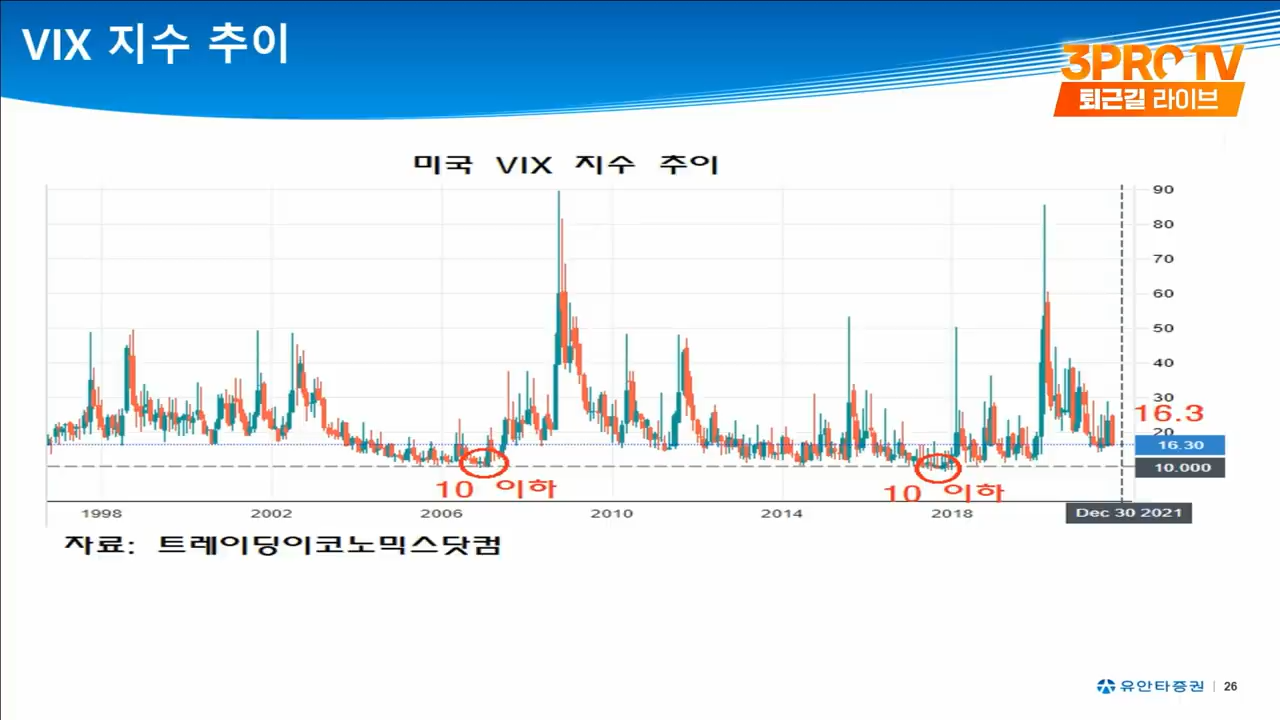 VIX 지수 추이
3PROTV
퇴근길 라이브
미국 VIX 지수 추이
90
80
70
60
50
40
30
16.3
20
16.30
10.000
10 이하
10 이하
1998 2002 2006 2010 2014 2018 Dec 30 2021
자료: 트레이딩이코노믹스닷컴
유안타증권 | 26